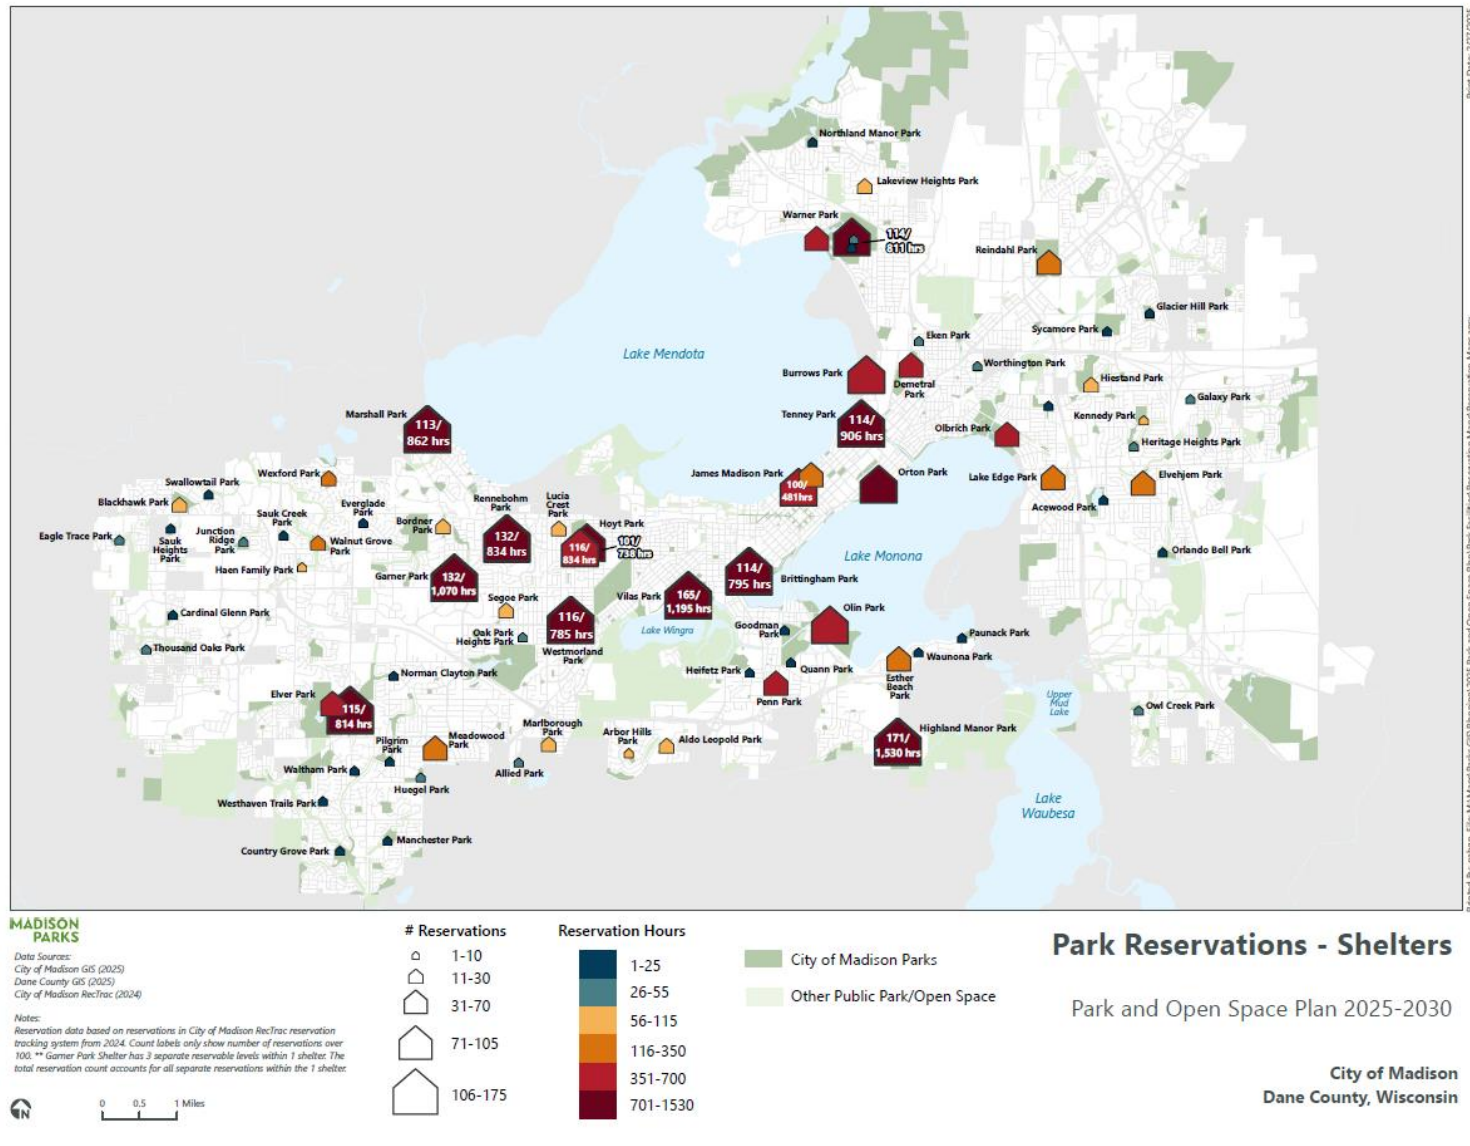 Northland Manor Park
Lakeview Heights Park
Warner Park
114/
811 hrs
Reindahl Park
Glacier Hill Park
Sycamore Park
Eken Park
Lake Mendota
Worthington Park
Burrows Park
Demetral
Park
Hiestand Park
Galaxy Park
Marshall Park
113/
862 hrs
Tenney Park
114/
906 hrs
Kennedy Park
Olbrich Park
Heritage Heights Park
James Madison Park
100/
481hrs
Orton Park
Lake Edge Park
Elvehjem Park
Acewood Park
Wexford Park
Swallowtail Park
Blackhawk Park
Everglade
Park
Sauk Creek
Park
Rennebohm
Park
132/
834 hrs
Lucia
Crest
Park
Bordner
Park
Hoyt Park
116/
834 hrs
101/
738 hrs
Eagle Trace Park
Sauk
Heights
Park
Junction
Ridge
Park
Walnut Grove
Park
Haen Family Park
Garner Park
132/
1,070 hrs
Lake Monona
Orlando Bell Park
114/
795 hrs
Brittingham Park
Vilas Park
165/
1,195 hrs
Segoe Park
Cardinal Glenn Park
116/
785 hrs
Westmorland
Park
Oak Park
Heights Park
Lake Wingra
Goodman
Park
Olin Park
Paunack Park
Waunona Park
Thousand Oaks Park
Norman Clayton Park
Heifetz Park
Quann Park
Penn Park
Esther
Beach
Park
Elver Park
115/
814 hrs
Upper
Mud
Lake
Owl Creek Park
Pilgrim
Park
Meadowood
Park
Marlborough
Park
Arbor Hills
Park
Aldo Leopold Park
171/
1,530 hrs
Highland Manor Park
Waltham Park
Huegel Park
Allied Park
Westhaven Trails Park
Lake
Waubesa
Manchester Park
Country Grove Park
MADISON
PARKS
Data Sources:
City of Madison GIS (2025)
Dane County GIS (2025)
City of Madison RecTrac (2024)
Notes:
Reservation data based on reservations in City of Madison RecTrac reservation
tracking system from 2024. Count labels only show number of reservations over
100. ** Garner Park Shelter has 3 separate reservable levels within 1 shelter. The
total reservation count accounts for all separate reservations within the 1 shelter.
N
0 0.5 1 Miles
# Reservations
1-10
11-30
31-70
71-105
106-175
Reservation Hours
1-25
26-55
56-115
116-350
351-700
701-1530
City of Madison Parks
Other Public Park/Open Space
Park Reservations - Shelters
Park and Open Space Plan 2025-2030
City of Madison
Dane County, Wisconsin